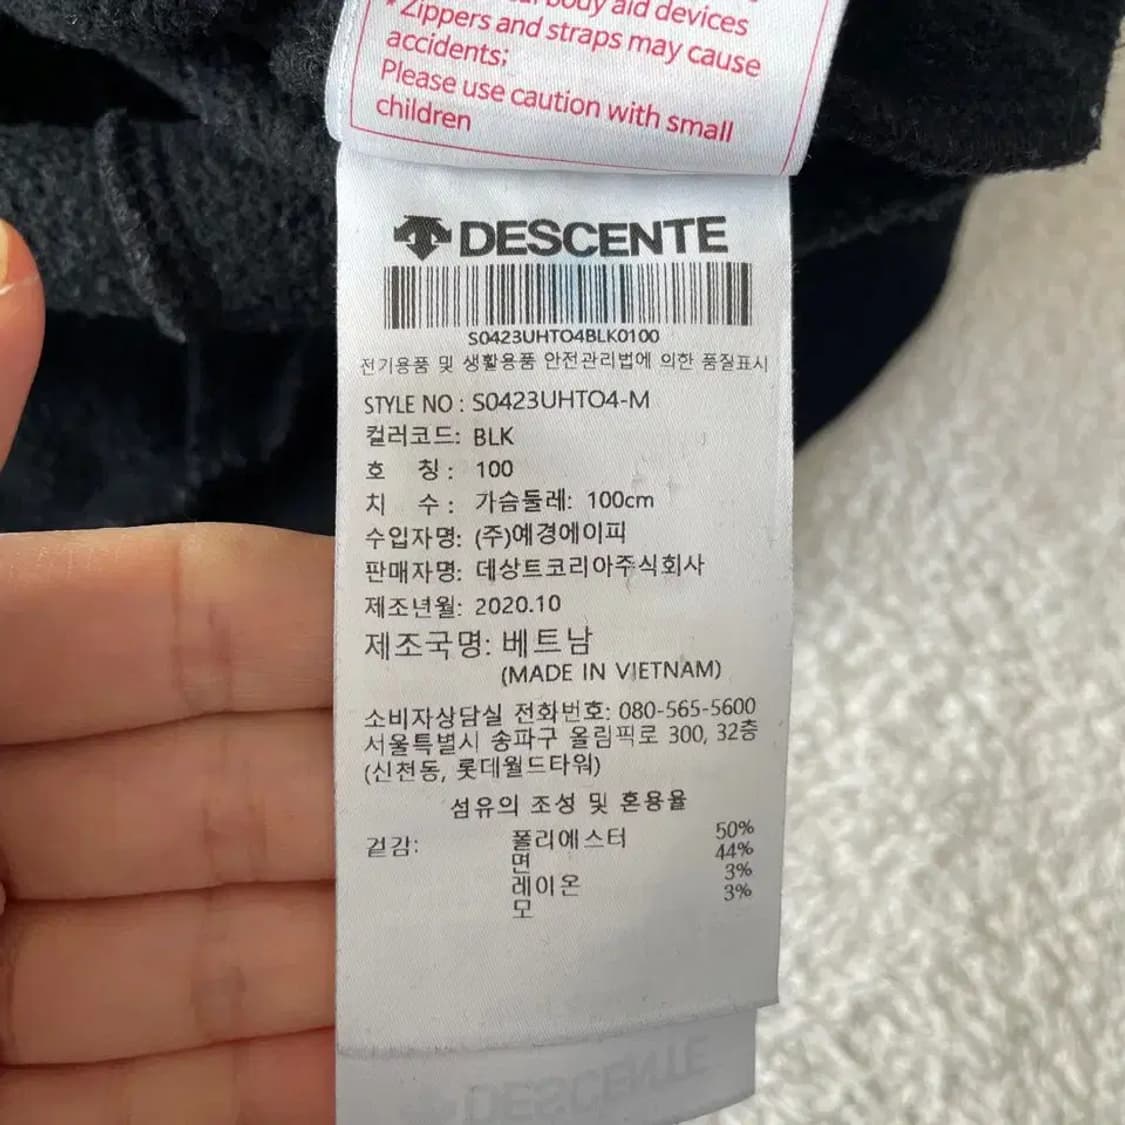 body aid devices
*Zippers and straps may cause
accidents;
Please use caution with small
children
DESCENTE
S0423UHTO4BLK0100
전기용품 및 생활용품 안전관리법에 의한 품질표시
STYLE NO : S0423UHTO4-M
컬러코드: BLK
호 칭 : 100
치 수 : 가슴둘레: 100cm
수입자명: (주)예경에이피
판매자명: 데상트코리아주식회사
제조년월: 2020.10
제조국명: 베트남
(MADE IN VIETNAM)
소비자상담실 전화번호: 080-565-5600
서울특별시 송파구 올림픽로 300, 32층
(신천동, 롯데월드타워)
섬유의 조성 및 혼용율
겉감: 폴리에스터 50%
면 44%
레이온 3%
모 3%
DESCENTE